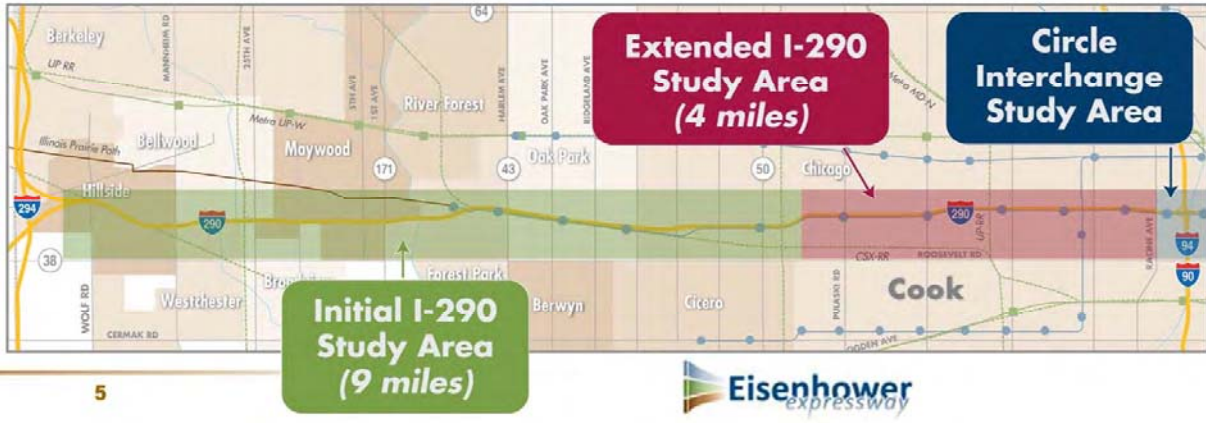 64
Berkeley
UP RR
MANNHEIM RD
25TH AVE
5TH AVE
1ST AVE
River Forest
HARLEM AVE
OAK PARK AVE
RIDGELAND AVE
Extended I-290
Study Area
(4 miles)
Metro MD-N
Circle
Interchange
Study Area
Metra UP-W
Illinois Prairie Path
Bellwood
Maywood
171
43
Oak Park
50
Chicago
Hillside
294
290
290
UP-RR
RACINE AVE
94
38
CSX-RR
ROOSEVELT RD
WOLF RD
Westchester
Forest Park
Berwyn
Cicero
PULASKI RD
Cook
90
CERMAK RD
OGDEN AVE
Initial I-290
Study Area
(9 miles)
5
Eisenhower
expressway